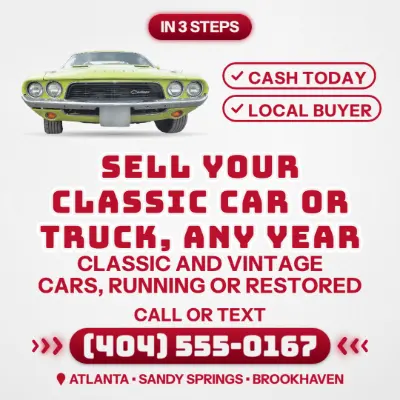 IN 3 STEPS
CASH TODAY
LOCAL BUYER
SELL YOUR
CLASSIC CAR OR
TRUCK, ANY YEAR
CLASSIC AND VINTAGE
CARS, RUNNING OR RESTORED
CALL OR TEXT
(404) 555-0167
ATLANTA • SANDY SPRINGS • BROOKHAVEN